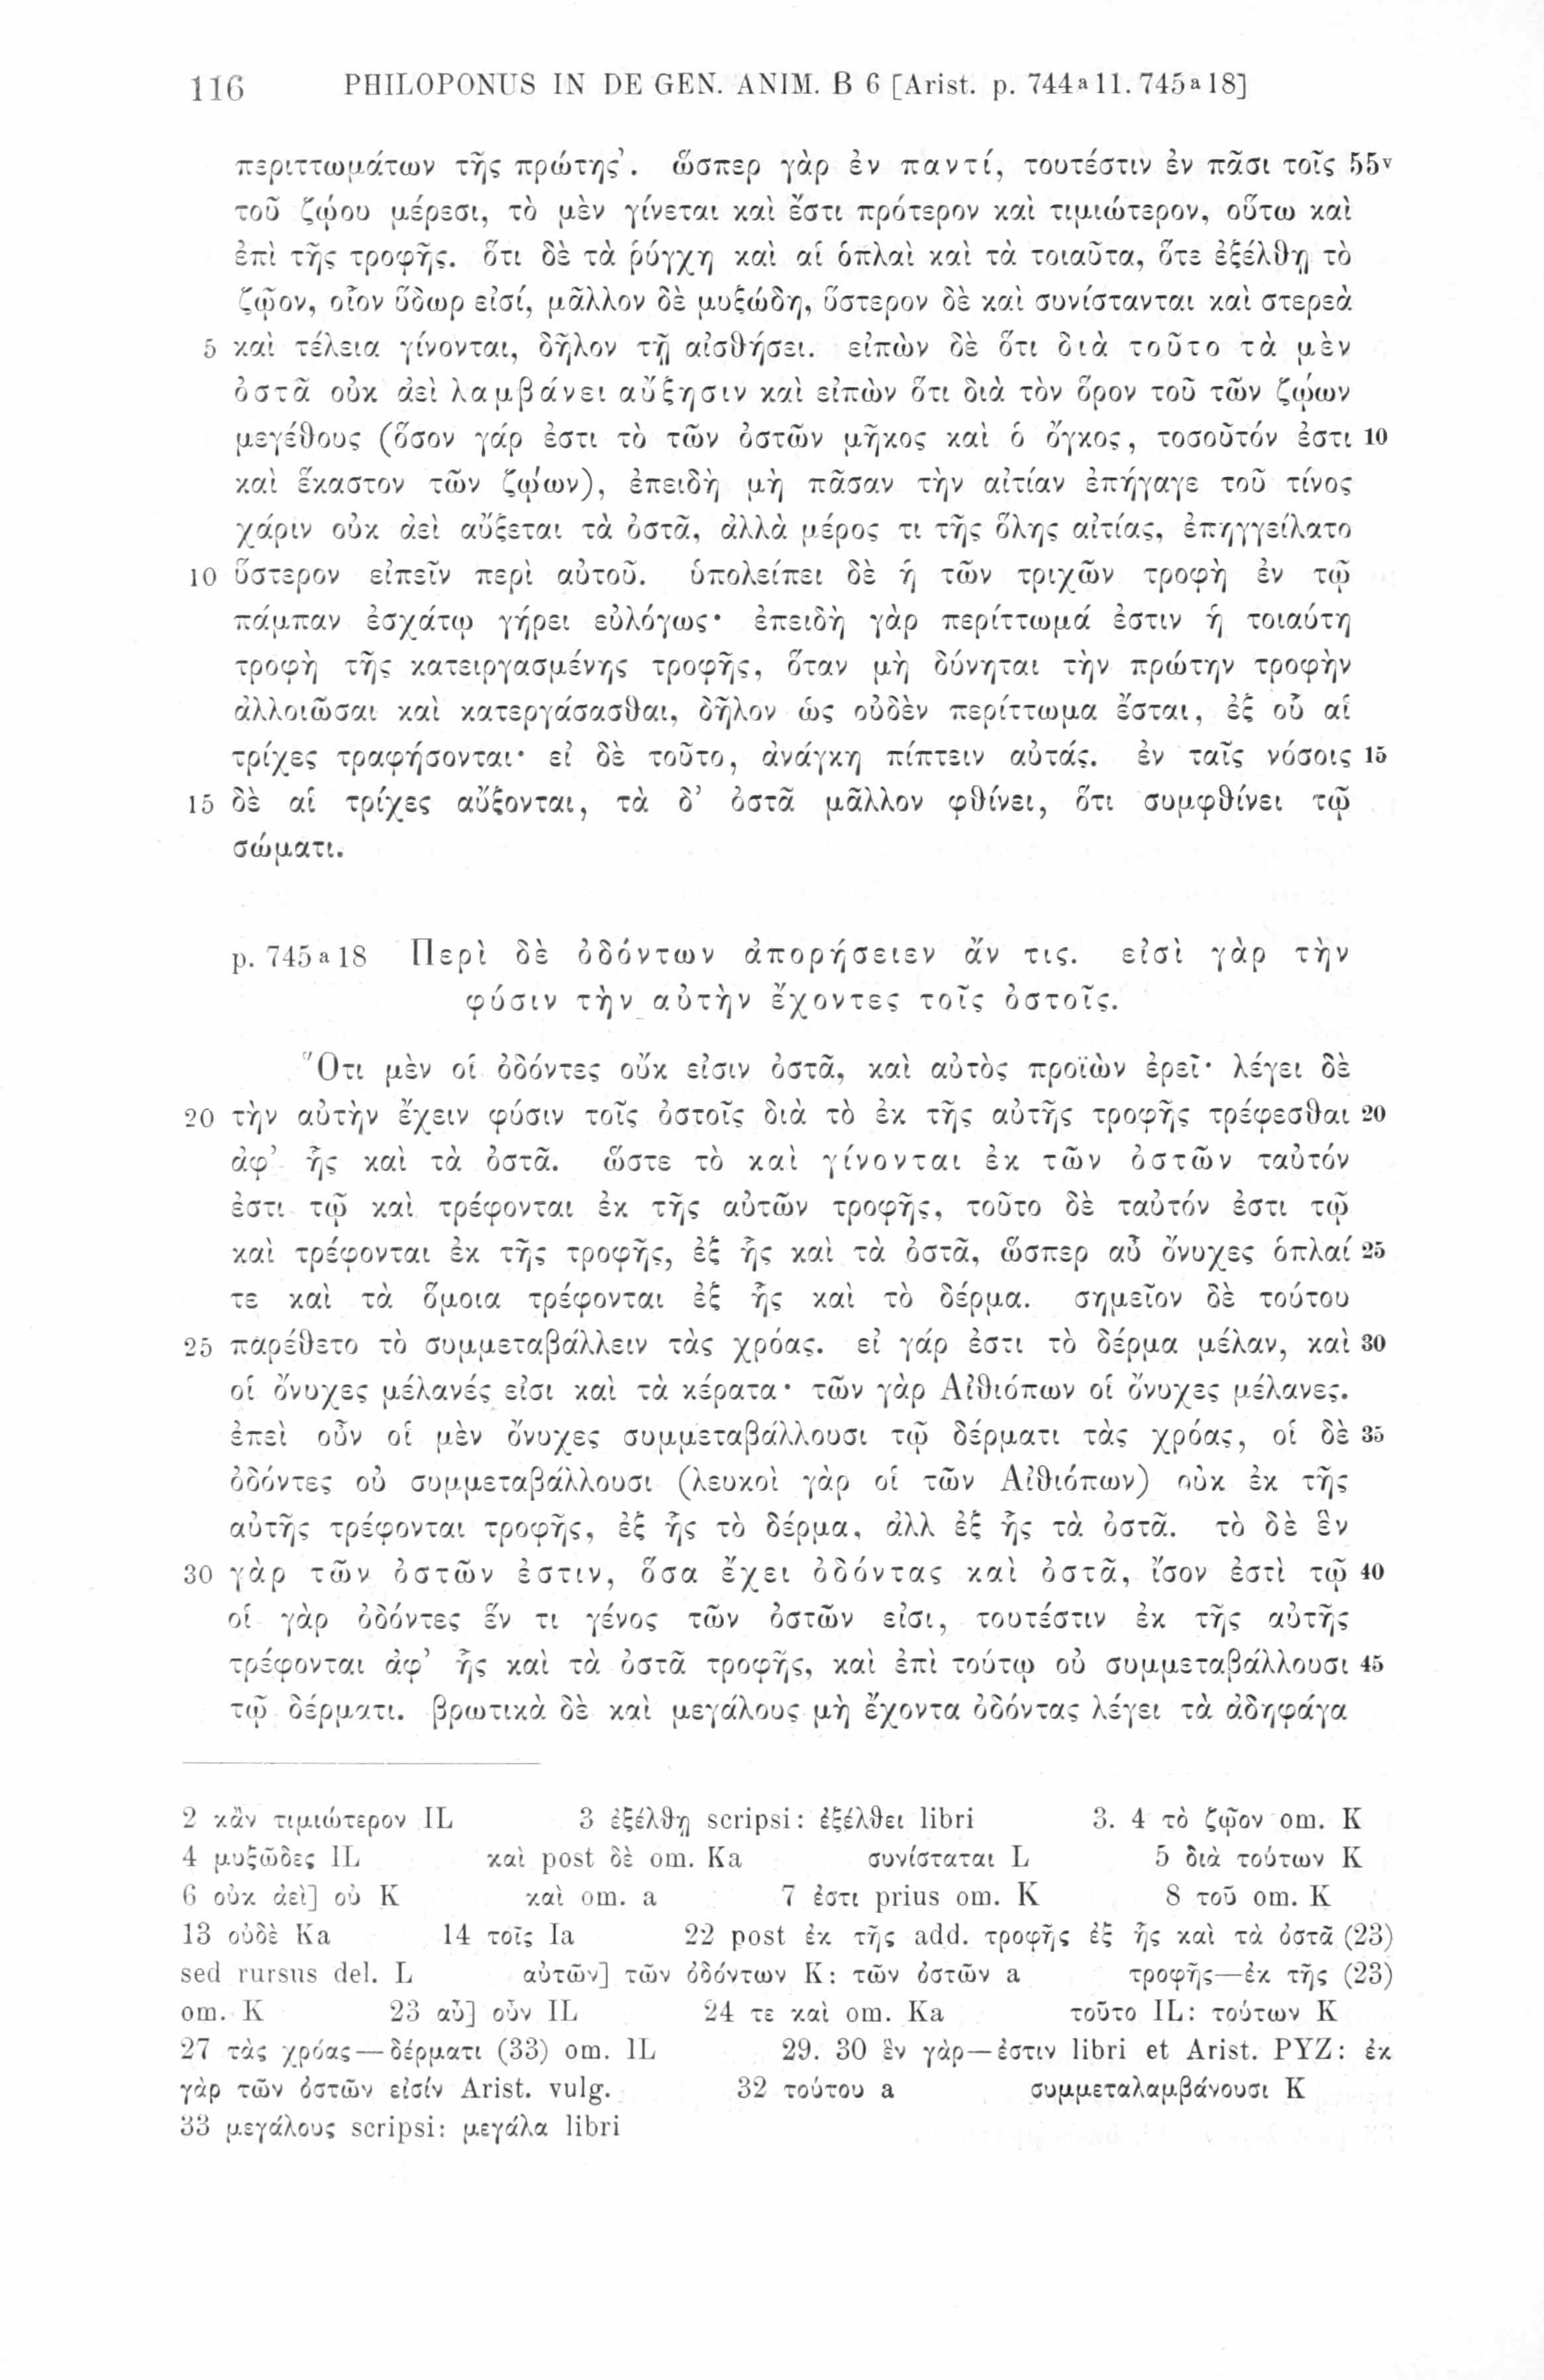 116 PHILOPONUS IN DE GEN. ANIM. B 6 [Arist. p. 744a11. 745a18]
περιττωμάτων τῆς πρώτης’. ὥσπερ γὰρ ἐν παντί, τουτέστιν ἐν πᾶσι τοῖς 55v
τοῦ ζῴου μέρεσι, τὸ μὲν γίνεται καὶ ἔστι πρότερον καὶ τιμιώτερον, οὕτω καὶ
ἐπὶ τῆς τροφῆς. ὅτι δὲ τὰ ῥύγχη καὶ αἱ ὁπλαὶ καὶ τὰ τοιαῦτα, ὅτε ἐξέλθῃ τὸ
ζῷον, οἷον ὕδωρ εἰσί, μᾶλλον δὲ μυξώδη, ὕστερον δὲ καὶ συνίστανται καὶ στερεὰ
5 καὶ τέλεια γίνονται, δῆλον τῇ αἰσθήσει. εἰπὼν δὲ ὅτι διὰ τοῦτο τὰ μὲν
ὀστᾶ οὐκ ἀεὶ λαμβάνει αὔξησιν καὶ εἰπὼν ὅτι διὰ τὸν ὅρον τοῦ τῶν ζῴων
μεγέθους (ὅσον γάρ ἐστι τὸ τῶν ὀστῶν μῆκος καὶ ὁ ὄγκος, τοσοῦτόν ἐστι 10
καὶ ἕκαστον τῶν ζῴων), ἐπειδὴ μὴ πᾶσαν τὴν αἰτίαν ἐπήγαγε τοῦ τίνος
χάριν οὐκ ἀεὶ αὔξεται τὰ ὀστᾶ, ἀλλὰ μέρος τι τῆς ὅλης αἰτίας, ἐπηγγείλατο
10 ὕστερον εἰπεῖν περὶ αὐτοῦ. ὑπολείπει δὲ ἡ τῶν τριχῶν τροφὴ ἐν τῷ
πάμπαν ἐσχάτῳ γήρει εὐλόγως· ἐπειδὴ γὰρ περίττωμά ἐστιν ἡ τοιαύτη
τροφὴ τῆς κατειργασμένης τροφῆς, ὅταν μὴ δύνηται τὴν πρώτην τροφὴν
ἀλλοιῶσαι καὶ κατεργάσασθαι, δῆλον ὡς οὐδὲν περίττωμα ἔσται, ἐξ οὗ αἱ
τρίχες τραφήσονται· εἰ δὲ τοῦτο, ἀνάγκη πίπτειν αὐτάς. ἐν ταῖς νόσοις 15
15 δὲ αἱ τρίχες αὔξονται, τὰ δ’ ὀστᾶ μᾶλλον φθίνει, ὅτι συμφθίνει τῷ
σώματι.
p. 745a18 Περὶ δὲ ὀδόντων ἀπορήσειεν ἄν τις. εἰσὶ γὰρ τὴν
φύσιν τὴν αὐτὴν ἔχοντες τοῖς ὀστοῖς.
Ὅτι μὲν οἱ ὀδόντες οὔκ εἰσιν ὀστᾶ, καὶ αὐτὸς προϊὼν ἐρεῖ· λέγει δὲ
20 τὴν αὐτὴν ἔχειν φύσιν τοῖς ὀστοῖς διὰ τὸ ἐκ τῆς αὐτῆς τροφῆς τρέφεσθαι 20
ἀφ’ ἧς καὶ τὰ ὀστᾶ. ὥστε τὸ καὶ γίνονται ἐκ τῶν ὀστῶν ταὐτόν
ἐστι τῷ καὶ τρέφονται ἐκ τῆς αὐτῶν τροφῆς, τοῦτο δὲ ταὐτόν ἐστι τῷ
καὶ τρέφονται ἐκ τῆς τροφῆς, ἐξ ἧς καὶ τὰ ὀστᾶ, ὥσπερ αὖ ὄνυχες ὁπλαί 25
τε καὶ τὰ ὅμοια τρέφονται ἐξ ἧς καὶ τὸ δέρμα. σημεῖον δὲ τούτου
25 παρέθετο τὸ συμμεταβάλλειν τὰς χρόας. εἰ γάρ ἐστι τὸ δέρμα μέλαν, καὶ 30
οἱ ὄνυχες μέλανές εἰσι καὶ τὰ κέρατα· τῶν γὰρ Αἰθιόπων οἱ ὄνυχες μέλανες.
ἐπεὶ οὖν οἱ μὲν ὄνυχες συμμεταβάλλουσι τῷ δέρματι τὰς χρόας, οἱ δὲ 35
ὀδόντες οὐ συμμεταβάλλουσι (λευκοὶ γὰρ οἱ τῶν Αἰθιόπων) οὐκ ἐκ τῆς
αὐτῆς τρέφονται τροφῆς, ἐξ ἧς τὸ δέρμα, ἀλλ ἐξ ἧς τὰ ὀστᾶ. τὸ δὲ ἓν
30 γὰρ τῶν ὀστῶν ἐστιν, ὅσα ἔχει ὀδόντας καὶ ὀστᾶ, ἴσον ἐστὶ τῷ 40
οἱ γὰρ ὀδόντες ἕν τι γένος τῶν ὀστῶν εἰσι, τουτέστιν ἐκ τῆς αὐτῆς
τρέφονται ἀφ’ ἧς καὶ τὰ ὀστᾶ τροφῆς, καὶ ἐπὶ τούτῳ οὐ συμμεταβάλλουσι 45
τῷ δέρματι. βρωτικὰ δὲ καὶ μεγάλους μὴ ἔχοντα ὀδόντας λέγει τὰ ἀδηφάγα
2 κἂν τιμιώτερον IL 3 ἐξέλθῃ scripsi: ἐξέλθει libri 3. 4 τὸ ζῷον om. K
4 μυξῶδες IL καὶ post δὲ om. Ka συνίσταται L 5 διὰ τούτων K
6 οὐκ ἀεὶ] οὐ K καὶ om. a 7 ἐστι prius om. K 8 τοῦ om. K
13 οὐδὲ Ka 14 τοῖς Ia 22 post ἐκ τῆς add. τροφῆς ἐξ ἧς καὶ τὰ ὀστᾶ (23)
sed rursus del. L αὐτῶν] τῶν ὀδόντων K: τῶν ὀστῶν a τροφῆς—ἐκ τῆς (23)
om. K 23 αὖ] οὖν IL 24 τε καὶ om. Ka τοῦτο IL: τούτων K
27 τὰς χρόας—δέρματι (33) om. IL 29. 30 ἓν γὰρ—ἐστιν libri et Arist. PYZ: ἐκ
γὰρ τῶν ὀστῶν εἰσίν Arist. vulg. 32 τούτου a συμμεταλαμβάνουσι K
33 μεγάλους scripsi: μεγάλα libri